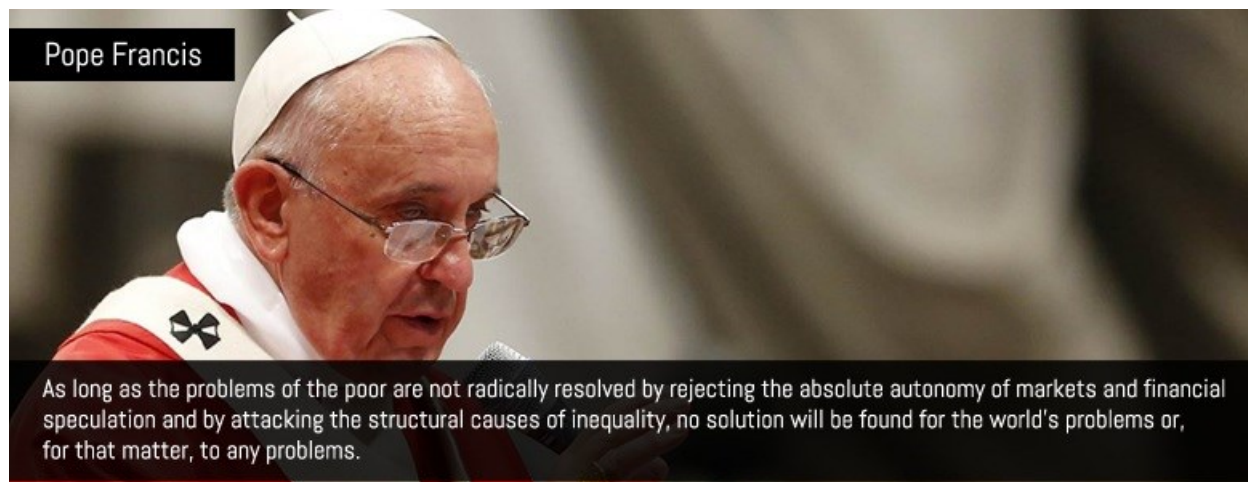 Pope Francis
As long as the problems of the poor are not radically resolved by rejecting the absolute autonomy of markets and financial
speculation and by attacking the structural causes of inequality, no solution will be found for the world's problems or,
for that matter, to any problems.